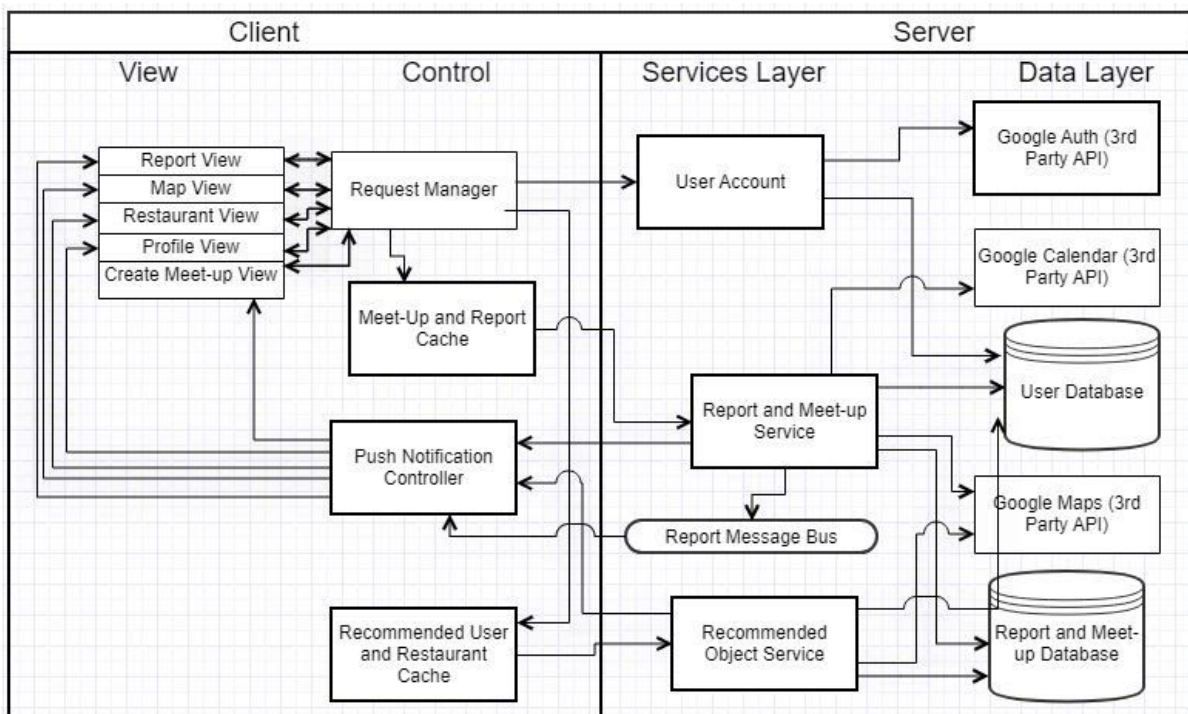 Client
Server
View
Control
Services Layer
Data Layer
Report View
Map View
Restaurant View
Profile View
Create Meet-up View
Request Manager
Meet-Up and Report
Cache
Push Notification
Controller
Recommended User
and Restaurant
Cache
User Account
Report and Meet-up
Service
Report Message Bus
Recommended
Object Service
Google Auth (3rd
Party API)
Google Calendar (3rd
Party API)
User Database
Google Maps (3rd
Party API)
Report and Meet-
up Database